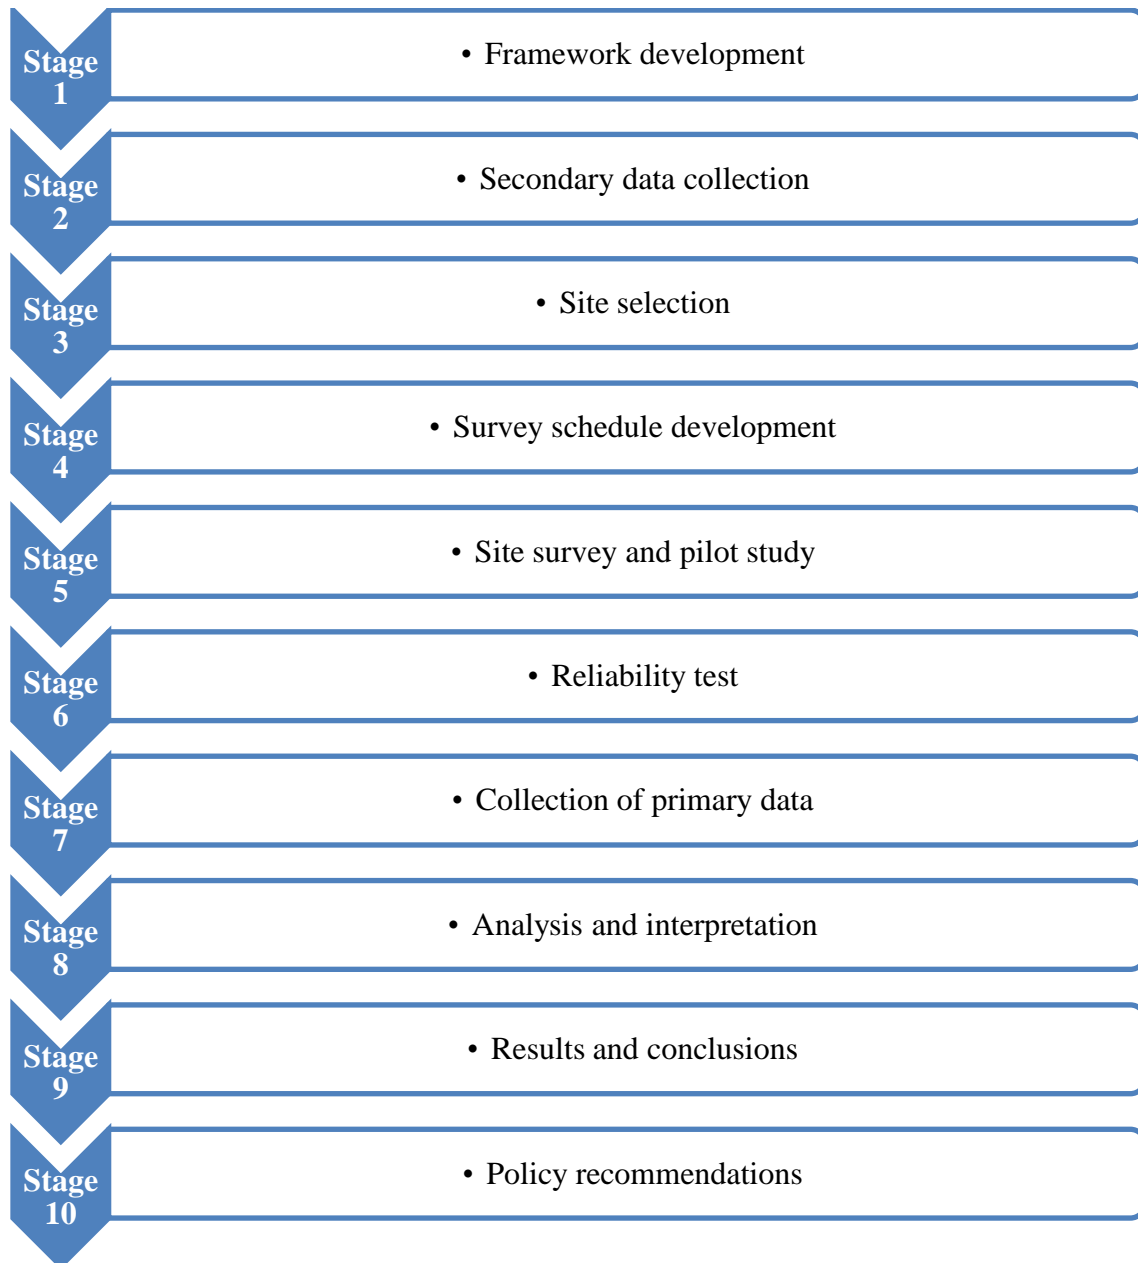 Stage
1
• Framework development
Stage
2
• Secondary data collection
Stage
3
• Site selection
Stage
4
• Survey schedule development
Stage
5
• Site survey and pilot study
Stage
6
• Reliability test
Stage
7
• Collection of primary data
Stage
8
• Analysis and interpretation
Stage
9
• Results and conclusions
Stage
10
• Policy recommendations